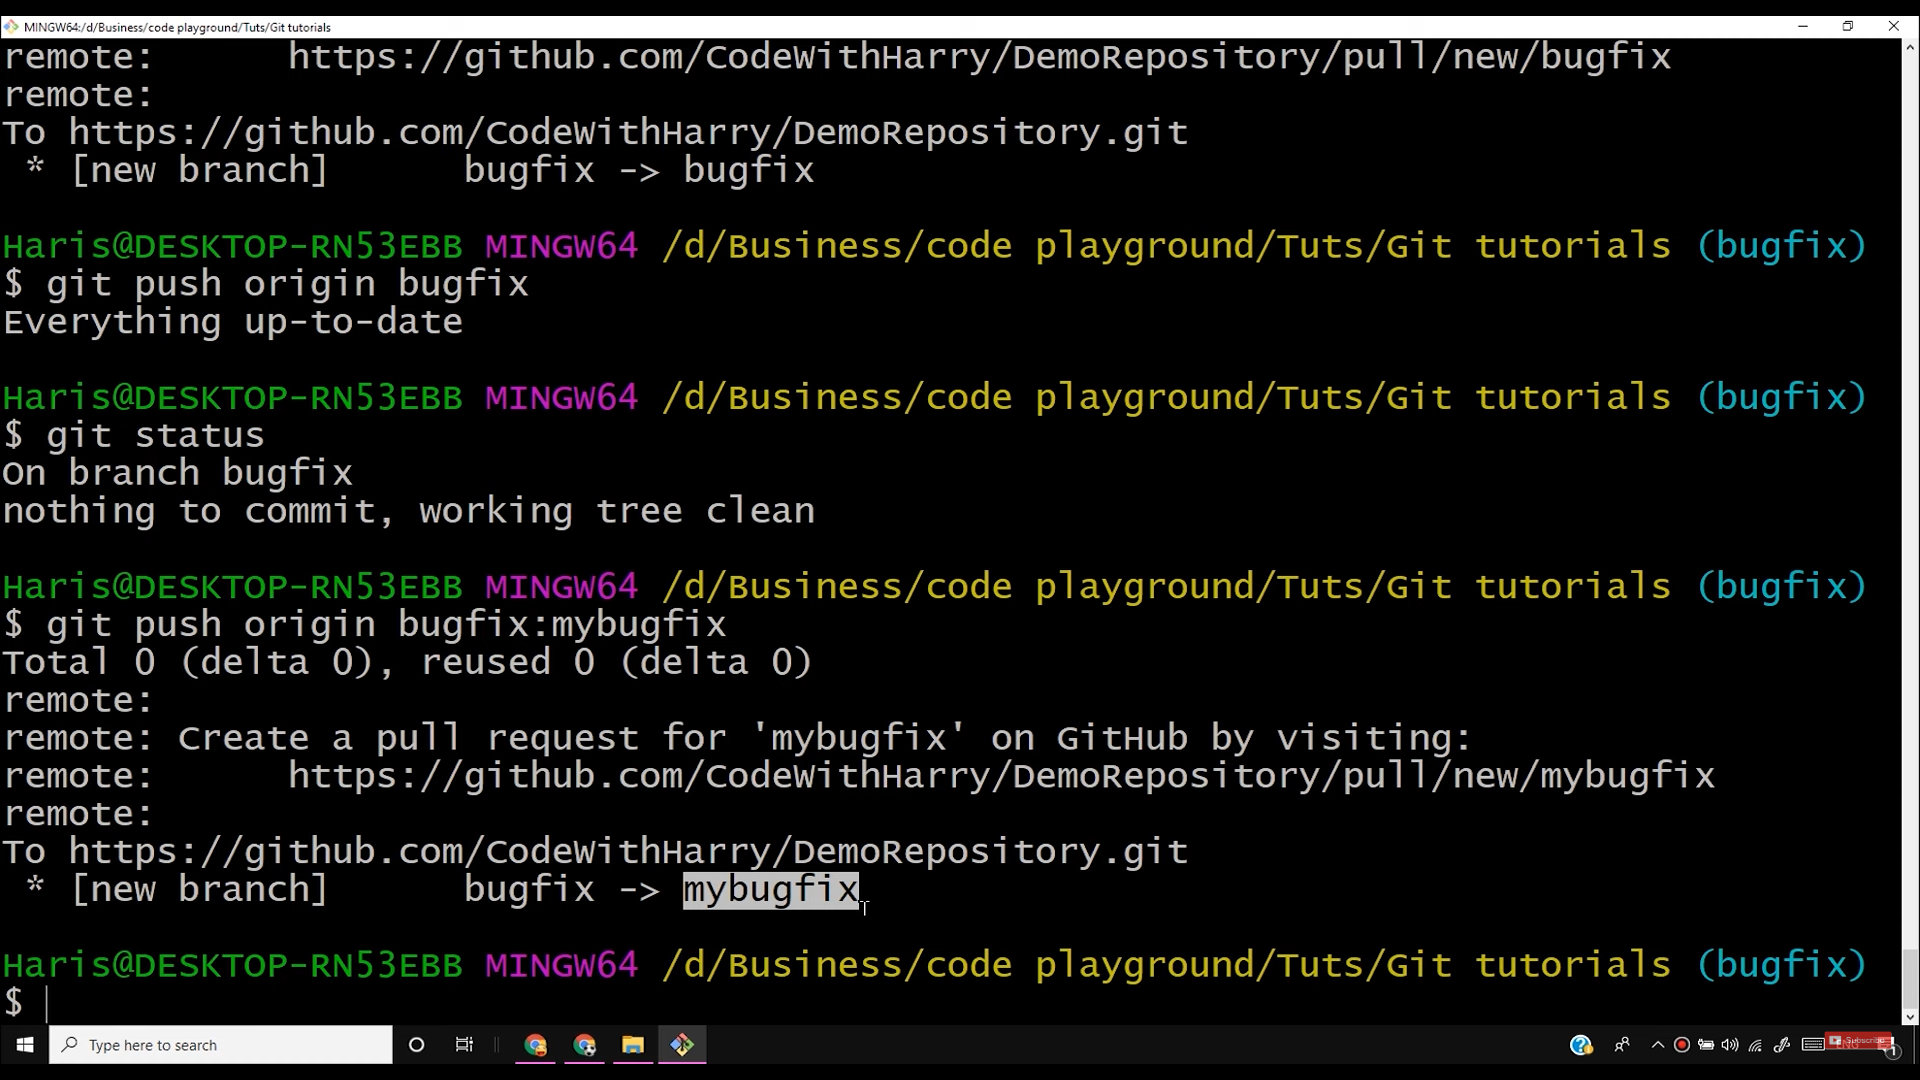 MINGW64:/d/Business/code playground/Tuts/Git tutorials
remote:      https://github.com/CodeWithHarry/DemoRepository/pull/new/bugfix
remote:
To https://github.com/CodeWithHarry/DemoRepository.git
 * [new branch]      bugfix -> bugfix
Haris@DESKTOP-RN53EBB MINGW64 /d/Business/code playground/Tuts/Git tutorials (bugfix)
$ git push origin bugfix
Everything up-to-date
Haris@DESKTOP-RN53EBB MINGW64 /d/Business/code playground/Tuts/Git tutorials (bugfix)
$ git status
On branch bugfix
nothing to commit, working tree clean
Haris@DESKTOP-RN53EBB MINGW64 /d/Business/code playground/Tuts/Git tutorials (bugfix)
$ git push origin bugfix:mybugfix
Total 0 (delta 0), reused 0 (delta 0)
remote:
remote: Create a pull request for 'mybugfix' on GitHub by visiting:
remote:      https://github.com/CodeWithHarry/DemoRepository/pull/new/mybugfix
remote:
To https://github.com/CodeWithHarry/DemoRepository.git
 * [new branch]      bugfix -> mybugfix
Haris@DESKTOP-RN53EBB MINGW64 /d/Business/code playground/Tuts/Git tutorials (bugfix)
$
Type here to search
Subscribe
1